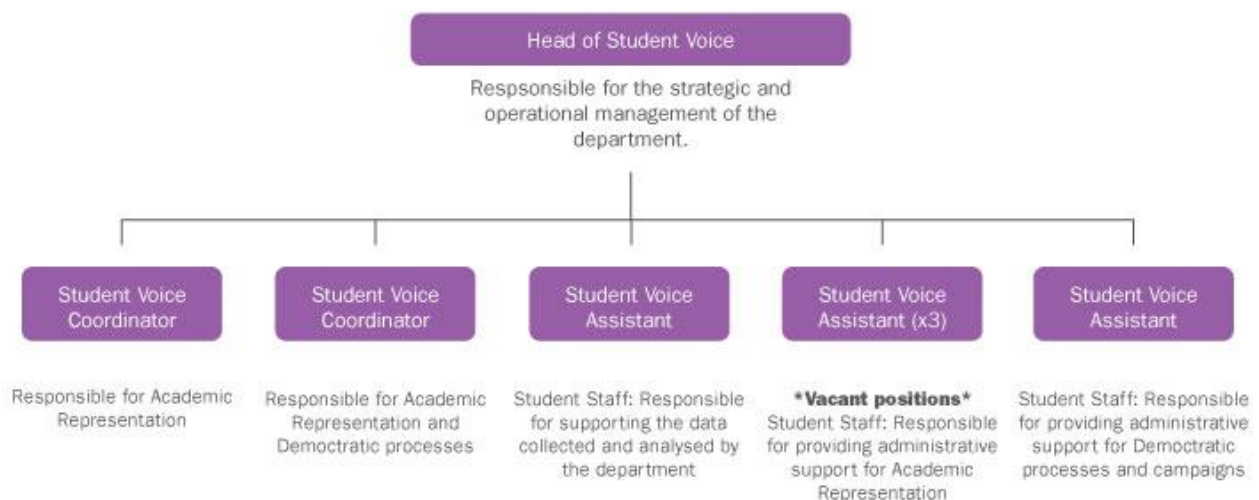 Head of Student Voice
Respsonsible for the strategic and
operational management of the
department.
Student Voice
Coordinator
Responsible for Academic
Representation
Student Voice
Coordinator
Responsible for Academic
Representation and
Democtratic processes
Student Voice
Assistant
Student Staff: Responsible
for supporting the data
collected and analysed by
the department
Student Voice
Assistant (x3)
*Vacant positions*
Student Staff: Responsible
for providing administrative
support for Academic
Representation
Student Voice
Assistant
Student Staff: Responsible
for providing administrative
support for Democtratic
processes and campaigns